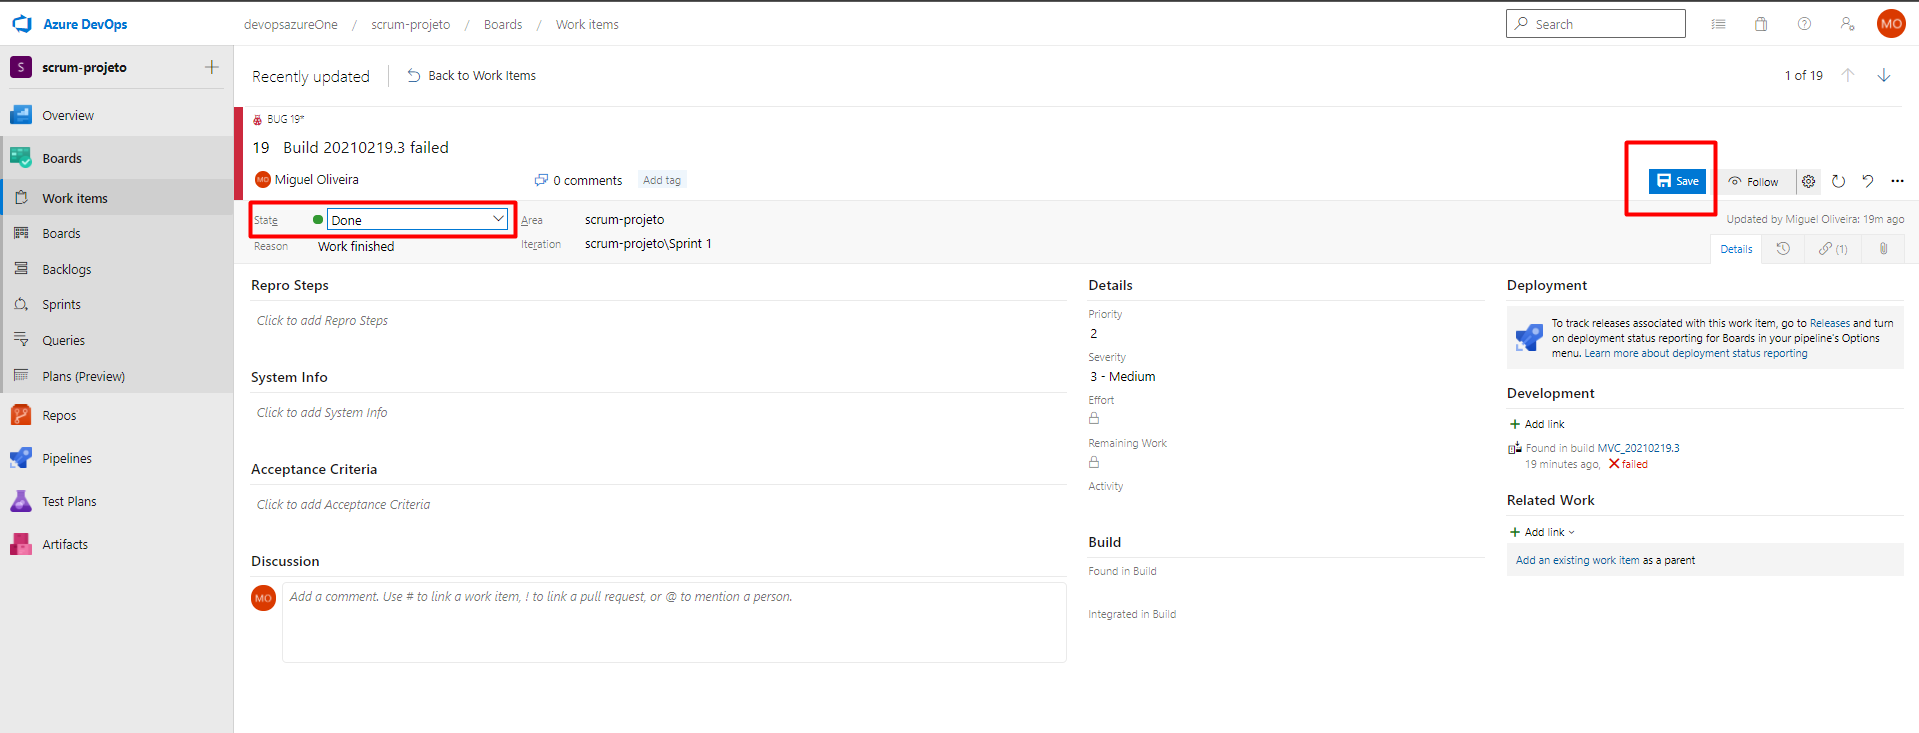 Azure DevOps
devopsazureOne / scrum-projeto / Boards / Work items
Search
MO
S scrum-projeto
Overview
Boards
Work items
Boards
Backlogs
Sprints
Queries
Plans (Preview)
Repos
Pipelines
Test Plans
Artifacts
Recently updated
Back to Work Items
1 of 19
BUG 19*
19 Build 20210219.3 failed
MO Miguel Oliveira
0 comments
Add tag
Save
Follow
State Done
Area scrum-projeto
Updated by Miguel Oliveira: 19m ago
Reason Work finished
Iteration scrum-projeto\Sprint 1
Details
(1)
Repro Steps
Click to add Repro Steps
System Info
Click to add System Info
Acceptance Criteria
Click to add Acceptance Criteria
Discussion
MO
Add a comment. Use # to link a work item, ! to link a pull request, or @ to mention a person.
Details
Priority
2
Severity
3 - Medium
Effort
Remaining Work
Activity
Build
Found in Build
Integrated in Build
Deployment
To track releases associated with this work item, go to Releases and turn
on deployment status reporting for Boards in your pipeline's Options
menu. Learn more about deployment status reporting
Development
+ Add link
Found in build MVC_20210219.3
19 minutes ago, failed
Related Work
+ Add link
Add an existing work item as a parent